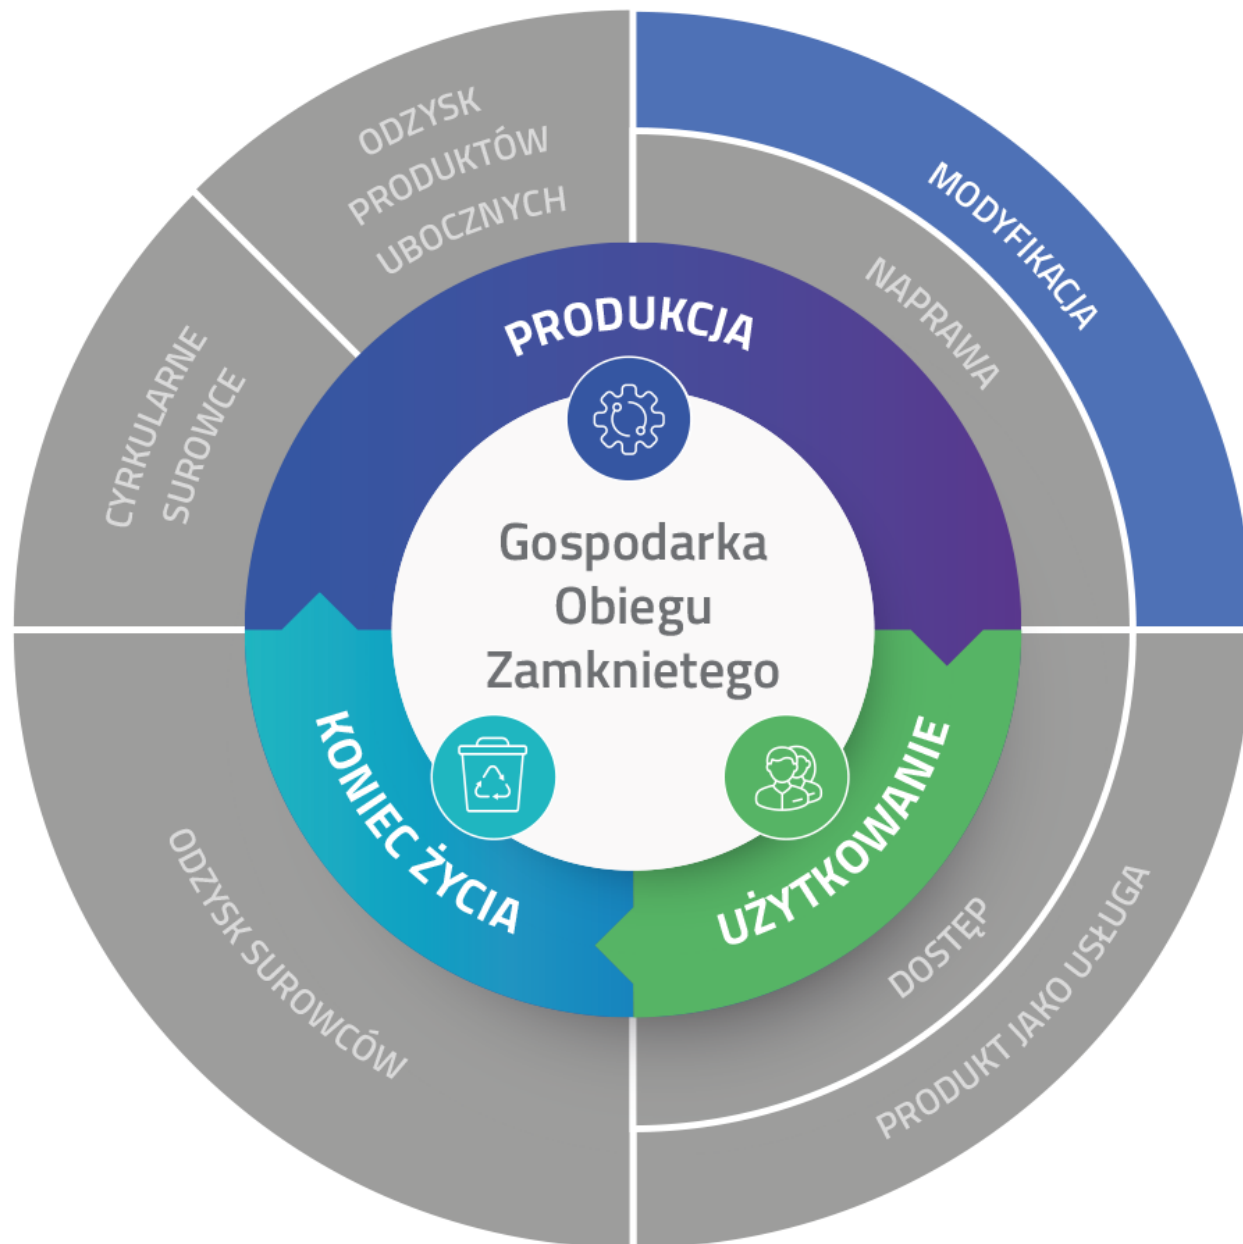 ODZYSK
PRODUKTÓW
UBOCZNYCH
MODYFIKACJA
NAPRAWA
CYRKULARNE
SUROWCE
PRODUKCJA
Gospodarka
Obiegu
Zamknietego
KONIEC ŻYCIA
UŻYTKOWANIE
ODZYSK SUROWCÓW
DOSTĘP
PRODUKT JAKO USŁUGA